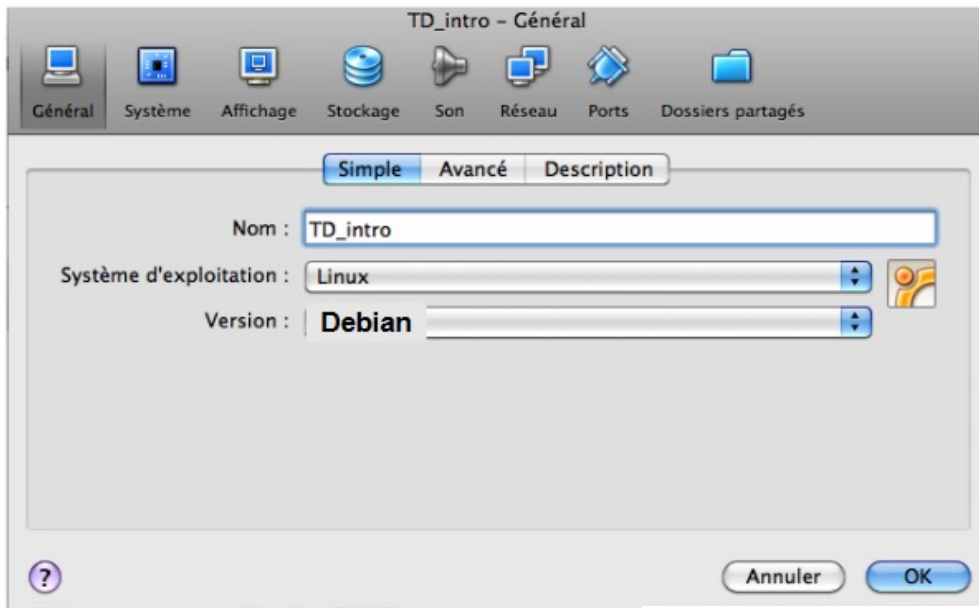 TD_intro – Général
Général Système Affichage Stockage Son Réseau Ports Dossiers partagés
Simple Avancé Description
Nom : TD_intro
Système d'exploitation : Linux
Version : Debian
? Annuler OK